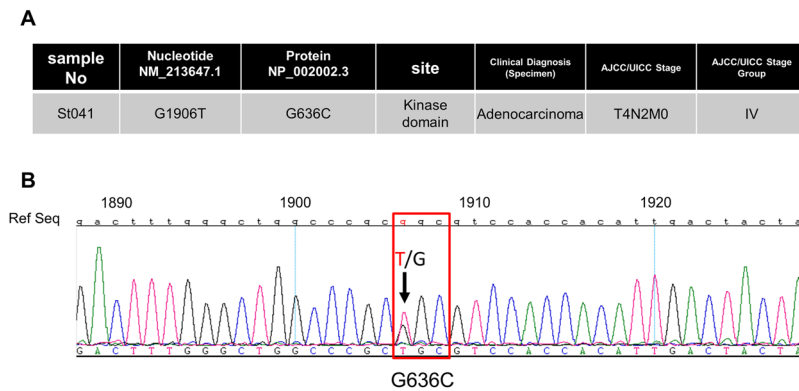 A
sample No
Nucleotide NM_213647.1
Protein NP_002002.3
site
Clinical Diagnosis (Specimen)
AJCC/UICC Stage
AJCC/UICC Stage Group
St041
G1906T
G636C
Kinase domain
Adenocarcinoma
T4N2M0
IV
B
1890 1900 1910 1920
Ref Seq g a c t t t g g g c t g g c c c g c g g c g t c c a c c a c a t t g a c t a c t a
T/G
G A C T T T G G G C T G G C C C G C T G C G T C C A C C A C A T T G A C T A C T A
G636C